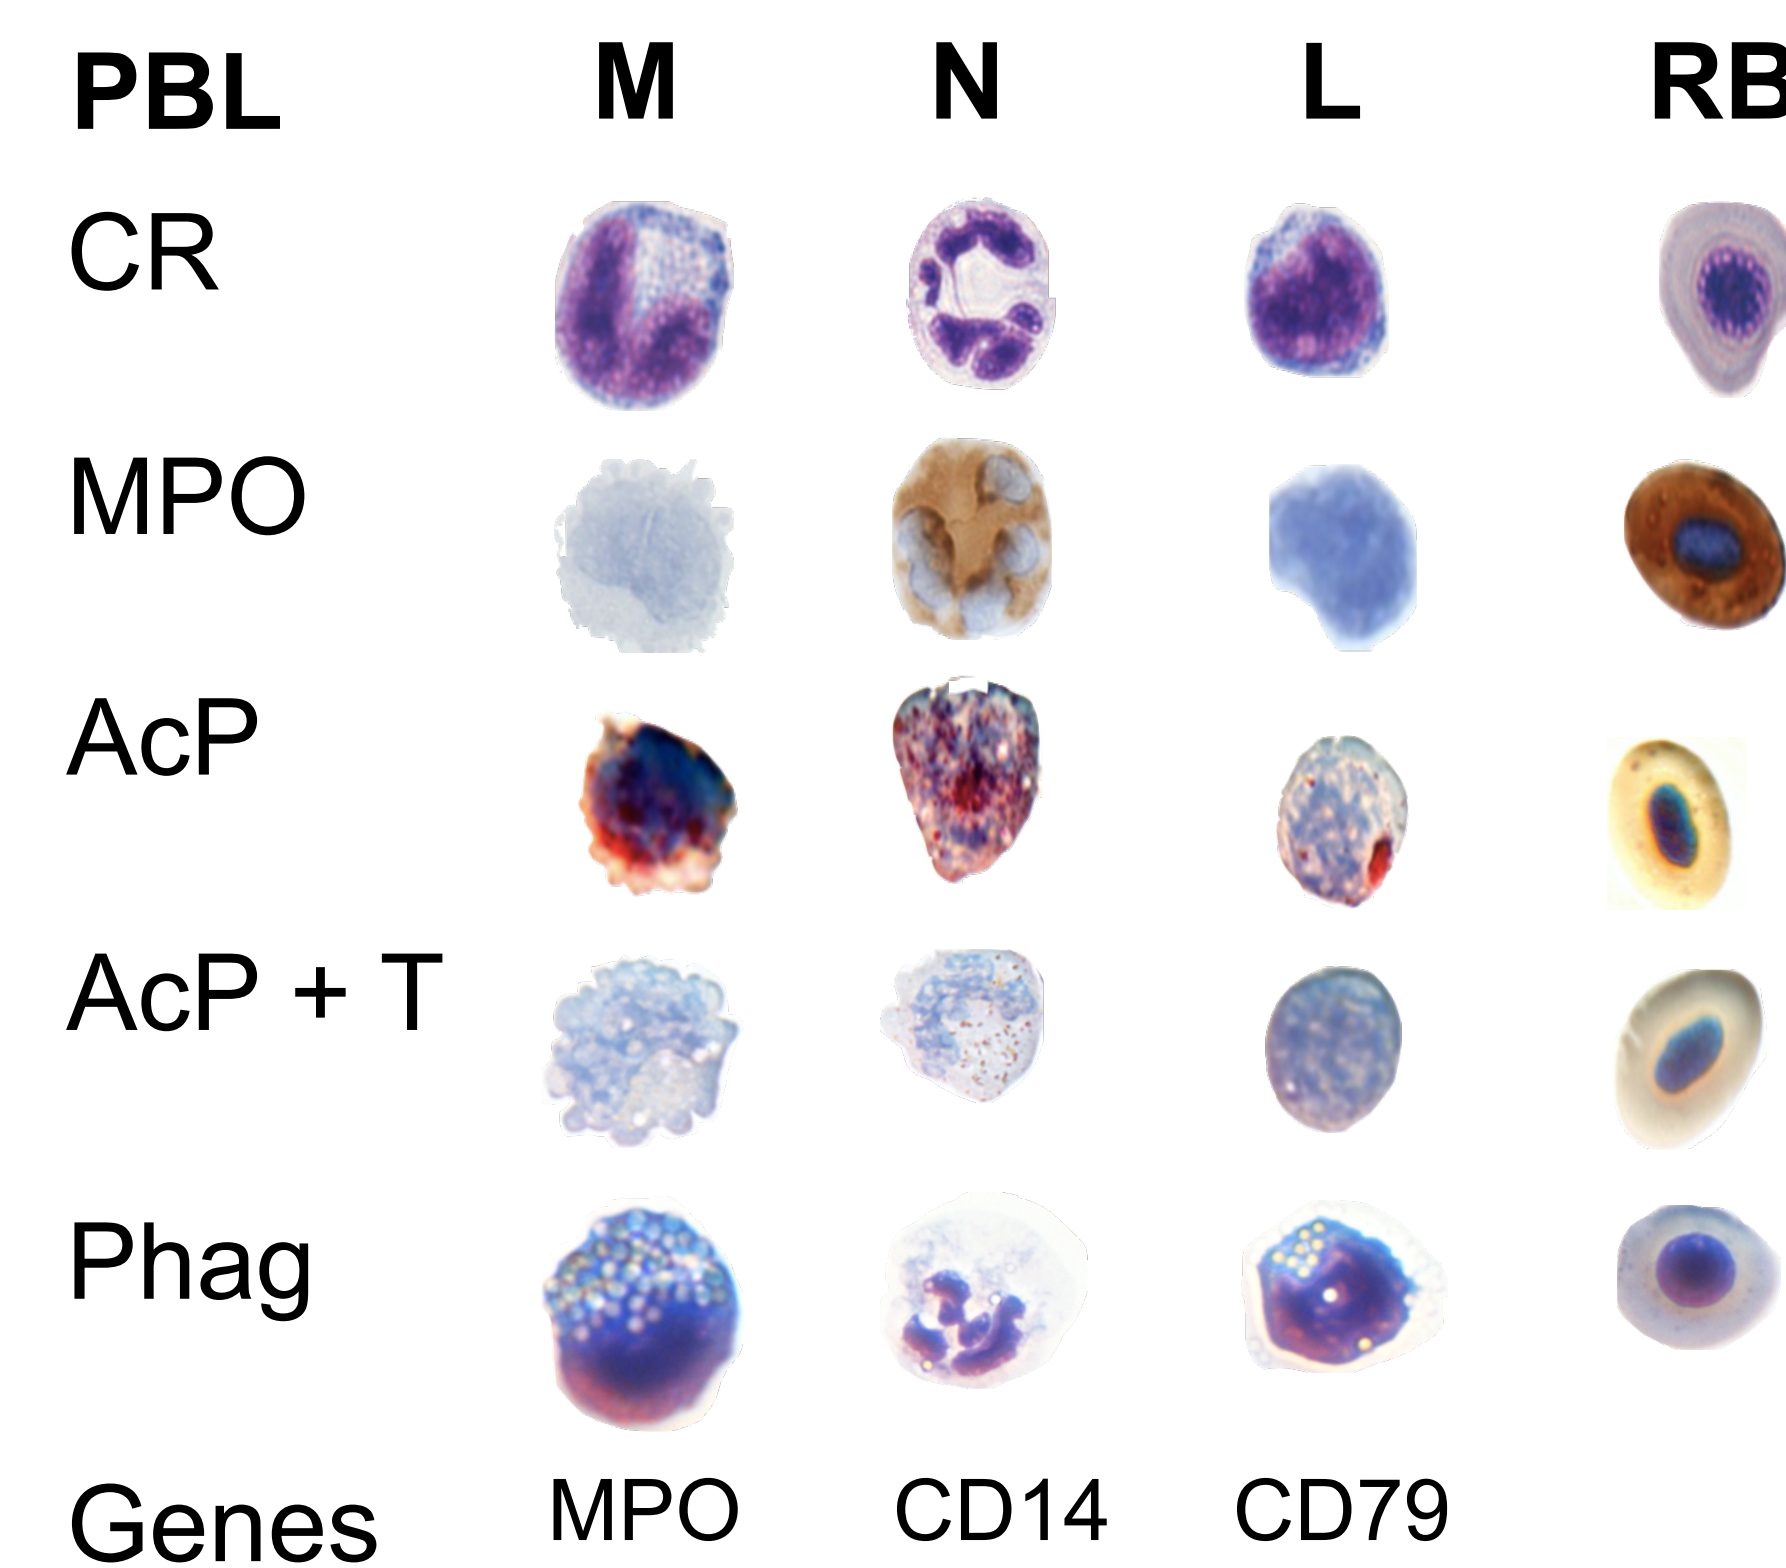 PBL M N L RB
CR
MPO
AcP
AcP + T
Phag
Genes MPO CD14 CD79